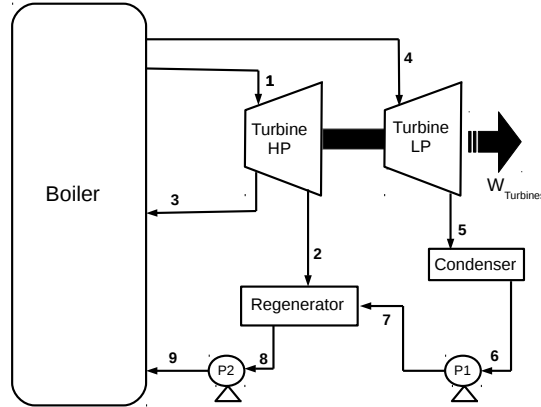 4
1
Turbine
HP
Turbine
LP
Boiler
W Turbines
3
2
5
Condenser
Regenerator
7
6
9
P2
8
P1